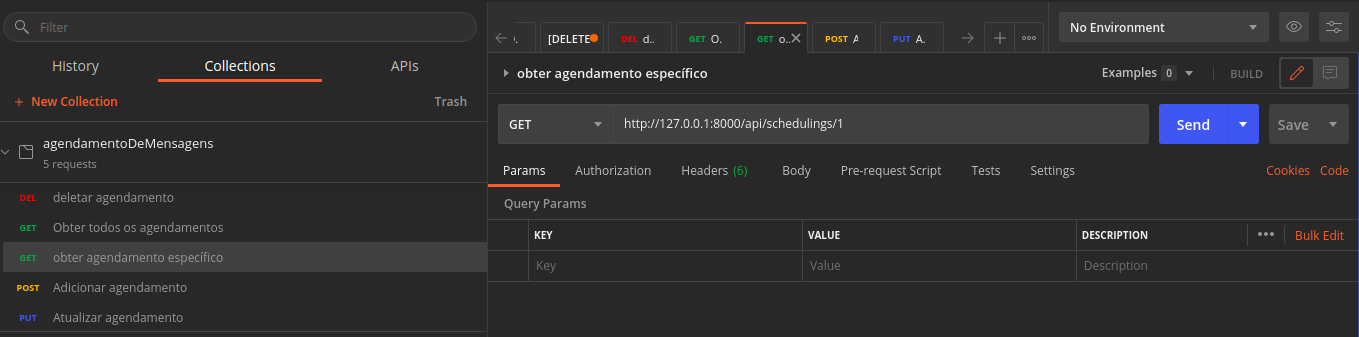 Filter
History Collections APIs
+ New Collection Trash
agendamentoDeMensagens
5 requests
DEL deletar agendamento
GET Obter todos os agendamentos
GET obter agendamento específico
POST Adicionar agendamento
PUT Atualizar agendamento
[DELETE DEL d.. GET O. GET o.. POST A PUT A. No Environment
obter agendamento específico Examples 0 BUILD
GET http://127.0.0.1:8000/api/schedulings/1 Send Save
Params Authorization Headers (6) Body Pre-request Script Tests Settings Cookies Code
Query Params
KEY VALUE DESCRIPTION Bulk Edit
Key Value Description